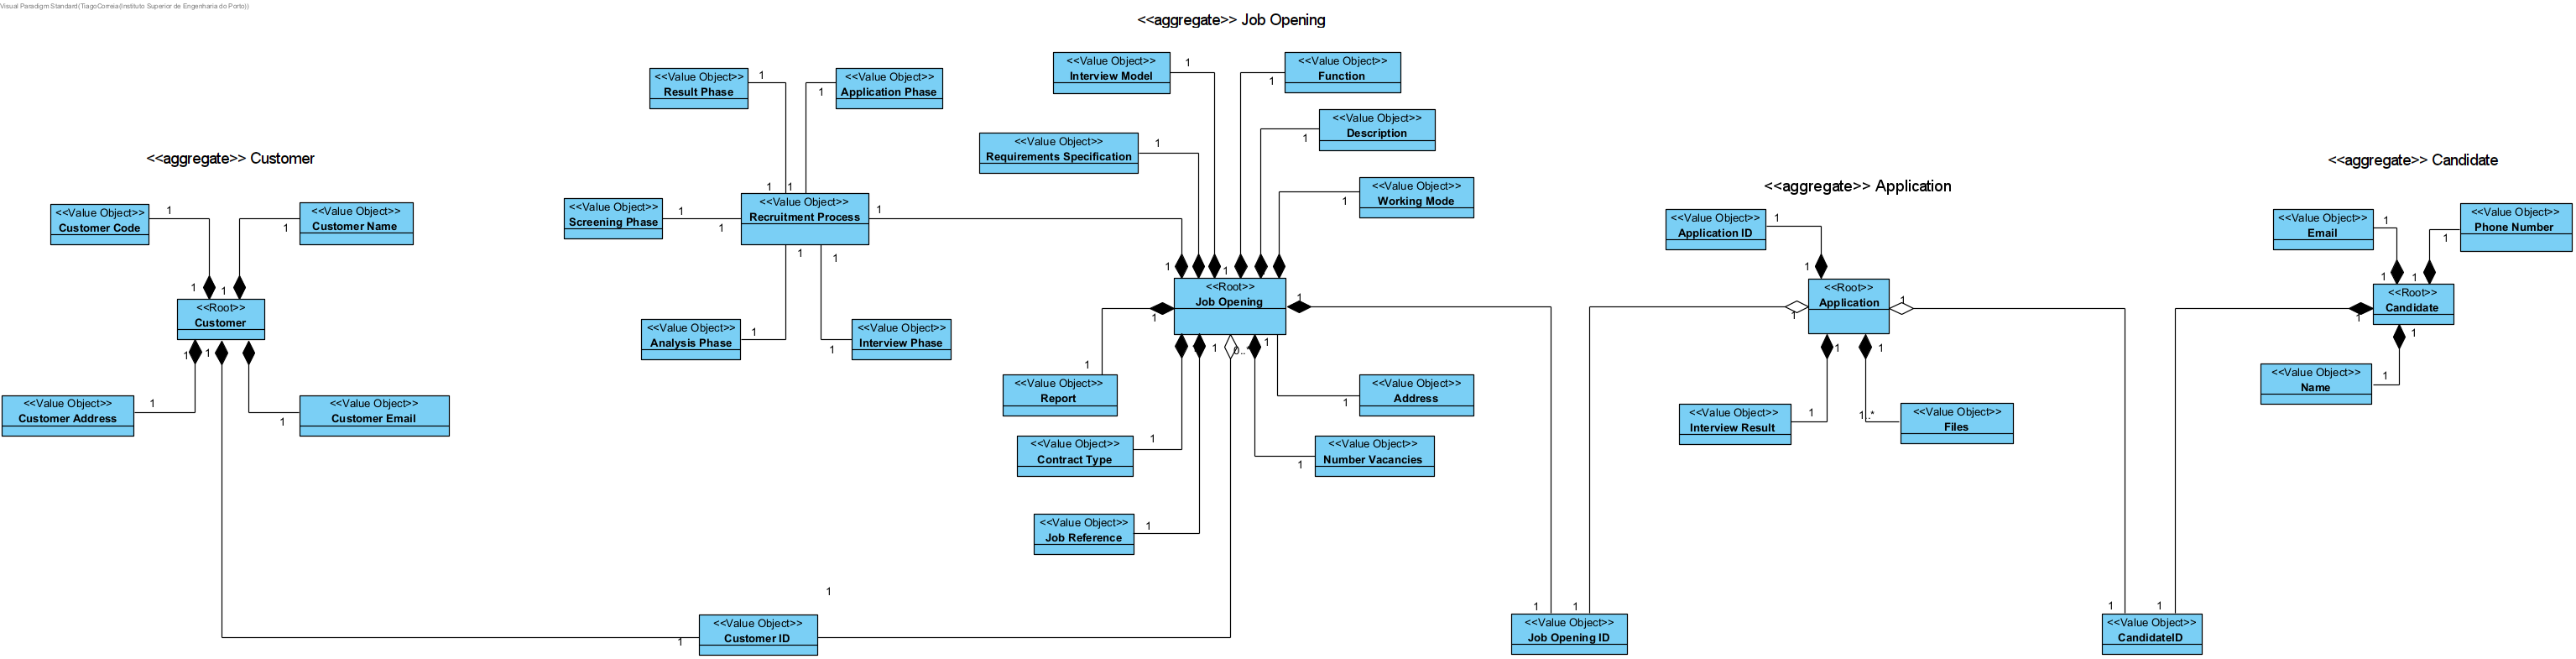 Visual Paradigm Standard(TiagoCorreia(Instituto Superior de Engenharia do Porto))
<<aggregate>> Job Opening
<<Value Object>>
Result Phase
1
<<Value Object>>
Application Phase
1
<<Value Object>>
Interview Model
1
<<Value Object>>
Function
1
<<Value Object>>
Description
1
<<Value Object>>
Requirements Specification
1
<<Value Object>>
Working Mode
1
<<Value Object>>
Screening Phase
1
1
1
1
<<Value Object>>
Recruitment Process
1
1
1
<<Value Object>>
Analysis Phase
1
<<Value Object>>
Interview Phase
1
1
1
<<Root>>
Job Opening
1
1
1
0..*
1
<<Value Object>>
Report
1
<<Value Object>>
Address
1
<<Value Object>>
Contract Type
1
<<Value Object>>
Number Vacancies
1
<<Value Object>>
Job Reference
1
<<aggregate>> Customer
<<Value Object>>
Customer Code
1
<<Value Object>>
Customer Name
1
1
1
<<Root>>
Customer
1
1
<<Value Object>>
Customer Address
1
<<Value Object>>
Customer Email
1
1
<<Value Object>>
Customer ID
1
<<aggregate>> Application
<<Value Object>>
Application ID
1
1
<<Root>>
Application
1
1
1
1
<<Value Object>>
Interview Result
1
<<Value Object>>
Files
1..*
1
1
<<Value Object>>
Job Opening ID
<<aggregate>> Candidate
<<Value Object>>
Email
1
<<Value Object>>
Phone Number
1
1
1
<<Root>>
Candidate
1
1
<<Value Object>>
Name
1
1
1
<<Value Object>>
CandidateID